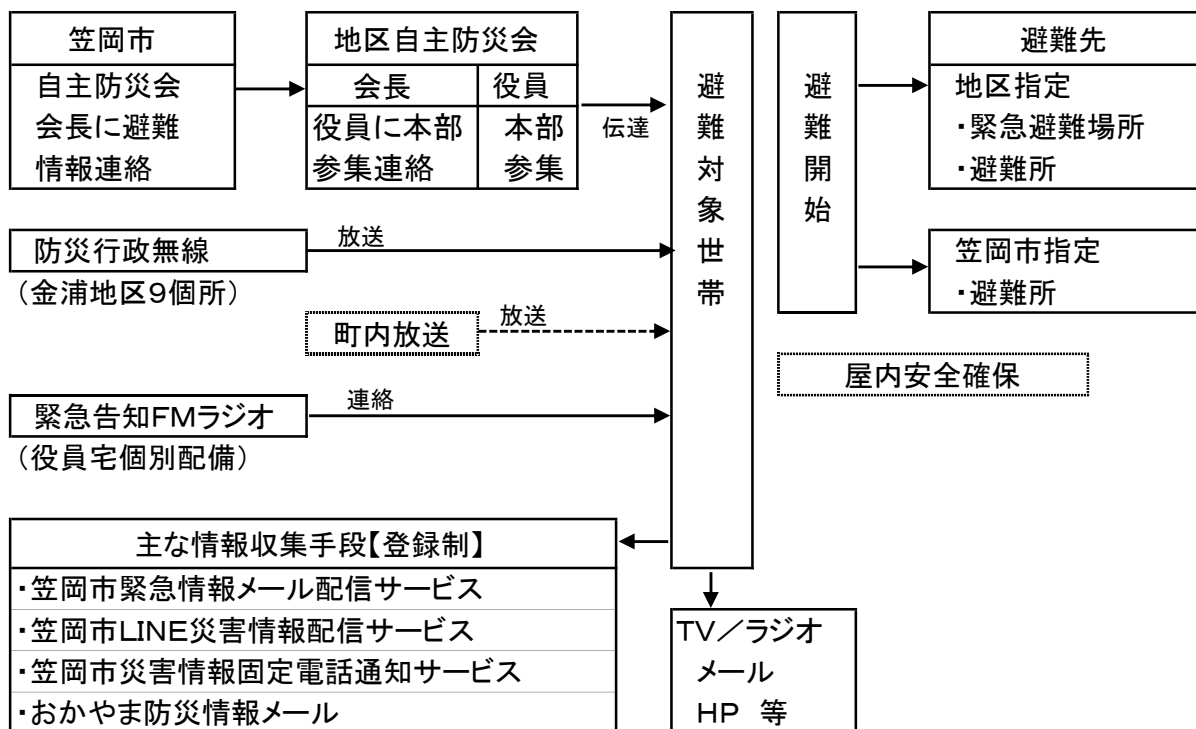 笠岡市
自主防災会
会長に避難
情報連絡
地区自主防災会
会長
役員に本部
参集連絡
役員
本部
参集
伝達
避難対象世帯
避難開始
避難先
地区指定
・緊急避難場所
・避難所
笠岡市指定
・避難所
防災行政無線
（金浦地区９個所）
放送
町内放送
放送
屋内安全確保
緊急告知FMラジオ
（役員宅個別配備）
連絡
主な情報収集手段【登録制】
・笠岡市緊急情報メール配信サービス
・笠岡市LINE災害情報配信サービス
・笠岡市災害情報固定電話通知サービス
・おかやま防災情報メール
TV／ラジオ
メール
HP 等